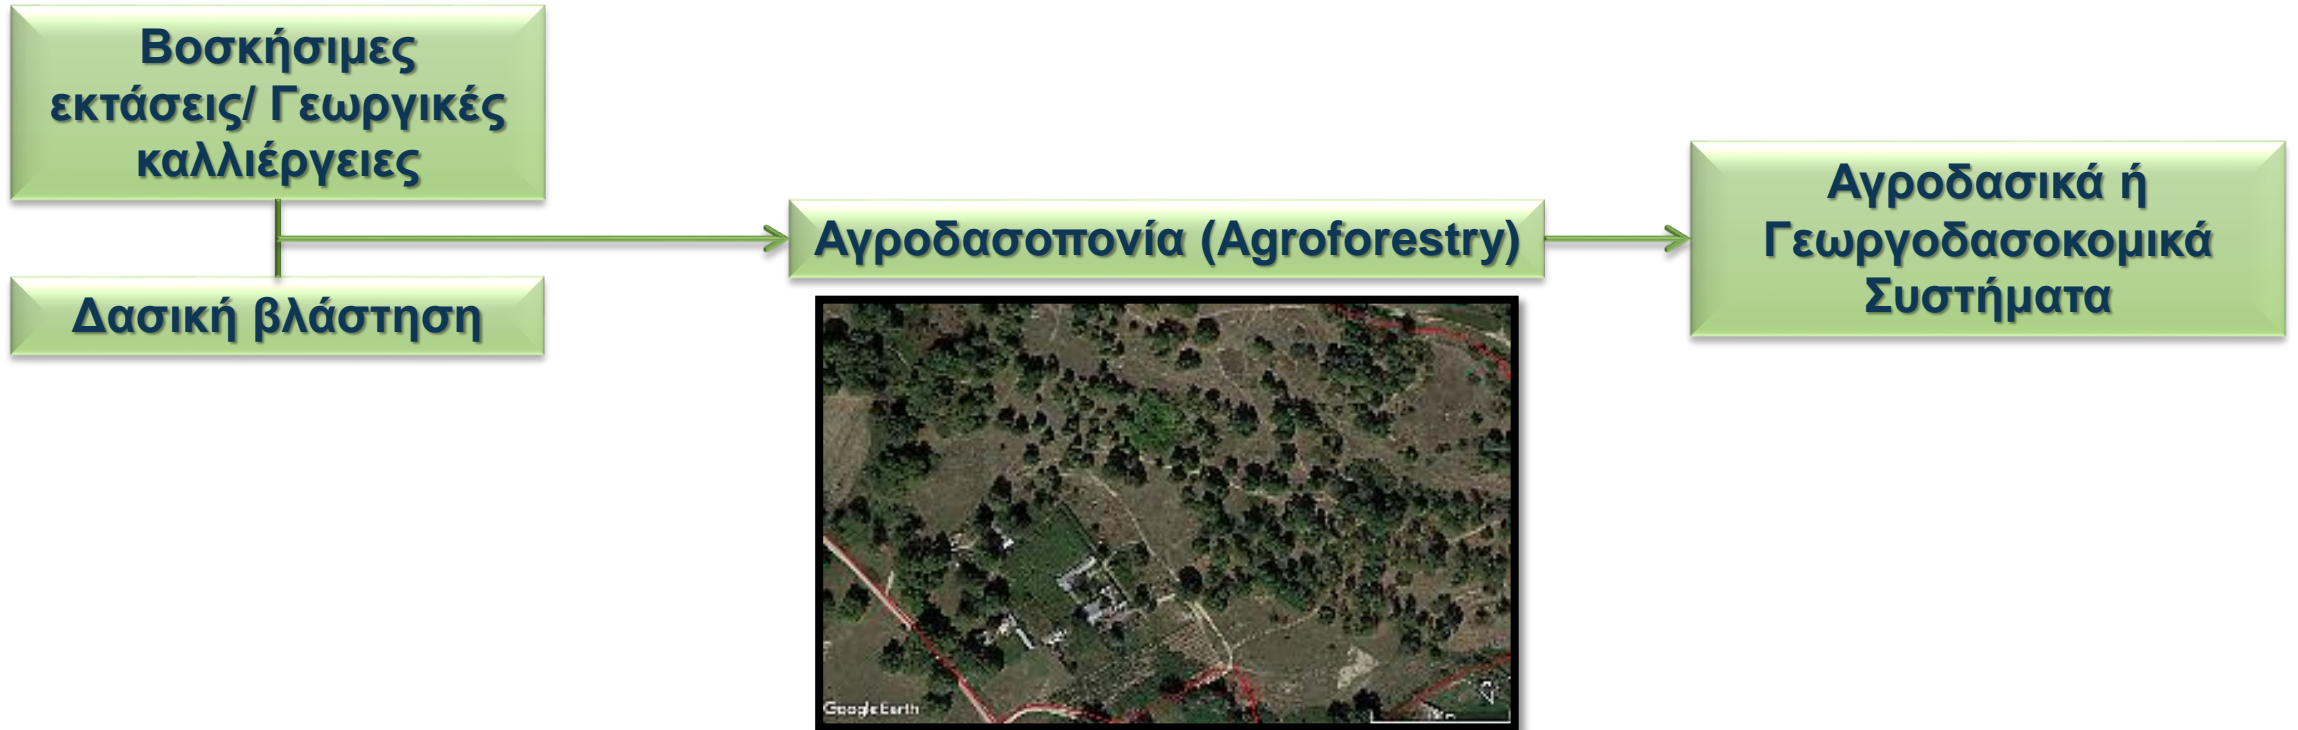 Βοσκήσιμες
εκτάσεις/ Γεωργικές
καλλιέργειες
Δασική βλάστηση
Αγροδασοπονία (Agroforestry)
Αγροδασικά ή
Γεωργοδασοκομικά
Συστήματα
Google Earth